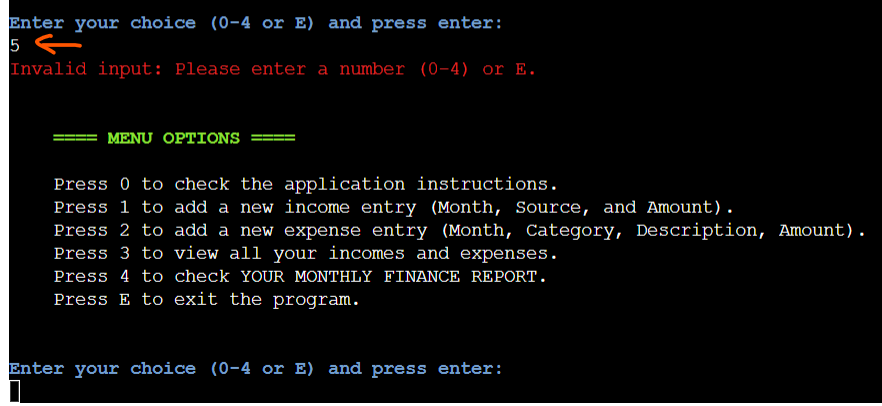 Enter your choice (0-4 or E) and press enter:
5
Invalid input: Please enter a number (0-4) or E.
==== MENU OPTIONS ====
Press 0 to check the application instructions.
Press 1 to add a new income entry (Month, Source, and Amount).
Press 2 to add a new expense entry (Month, Category, Description, Amount).
Press 3 to view all your incomes and expenses.
Press 4 to check YOUR MONTHLY FINANCE REPORT.
Press E to exit the program.
Enter your choice (0-4 or E) and press enter: